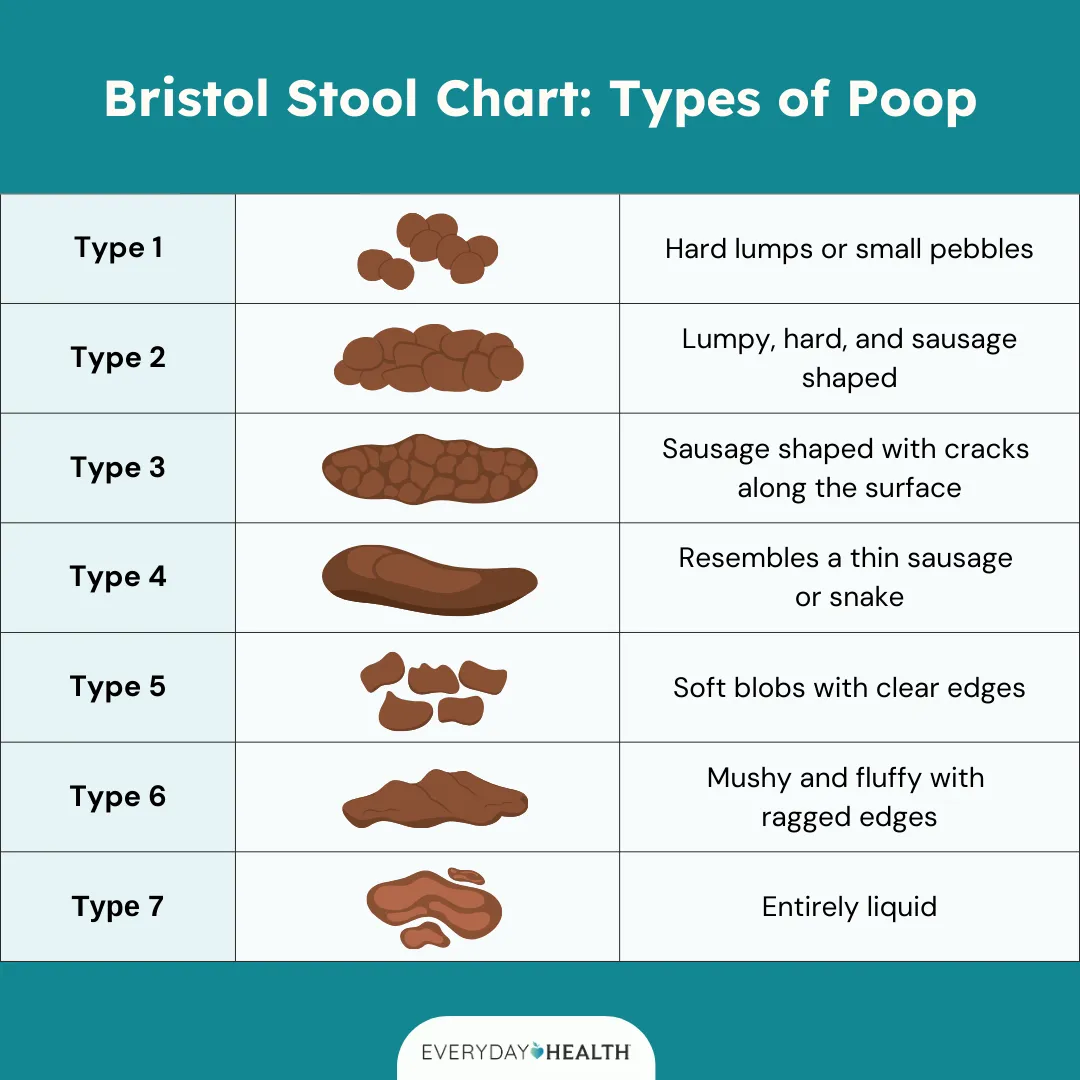 Bristol Stool Chart: Types of Poop
Type 1
Hard lumps or small pebbles
Type 2
Lumpy, hard, and sausage
shaped
Type 3
Sausage shaped with cracks
along the surface
Type 4
Resembles a thin sausage
or snake
Type 5
Soft blobs with clear edges
Type 6
Mushy and fluffy with
ragged edges
Type 7
Entirely liquid
EVERYDAY HEALTH